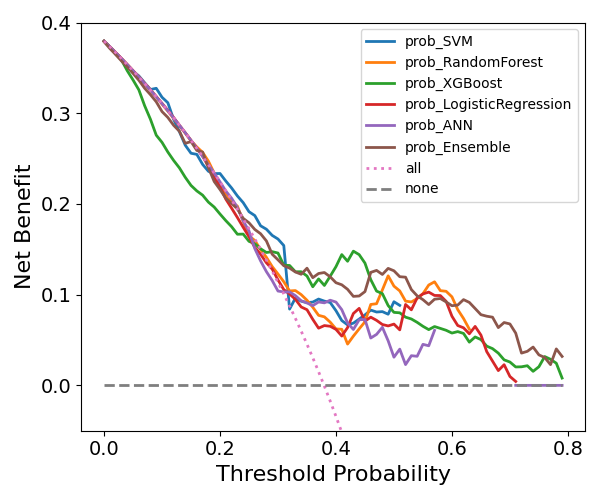 0.4
0.3
0.2
0.1
0.0
Net Benefit
prob_SVM
prob_RandomForest
prob_XGBoost
prob_LogisticRegression
prob_ANN
prob_Ensemble
all
none
0.0 0.2 0.4 0.6 0.8
Threshold Probability